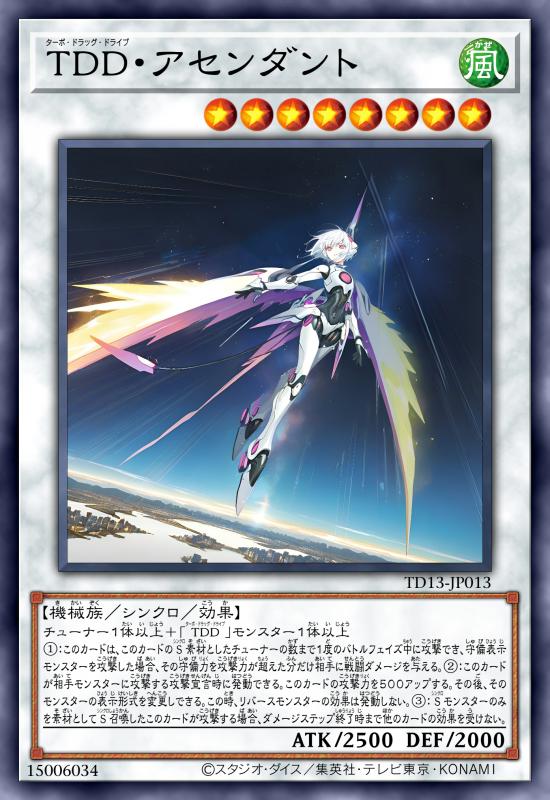 ターボ・ドラッグ・ドライブ
TDD・アセンダント
かぜ
風
TD13-JP013
【機械族／シンクロ／効果】
チューナー1体以上＋「TDD」モンスター1体以上
①：このカードは、このカードのS素材としたチューナーの数まで1度のバトルフェイズ中に攻撃でき、守備表示
モンスターを攻撃した場合、その守備力を攻撃力が超えた分だけ相手に戦闘ダメージを与える。②：このカード
が相手モンスターに攻撃する攻撃宣言時に発動できる。このカードの攻撃力を500アップする。その後、その
モンスターの表示形式を変更できる。この時、リバースモンスターの効果は発動しない。③：Sモンスターのみ
を素材としてS召喚したこのカードが攻撃する場合、ダメージステップ終了時まで他のカードの効果を受けない。
ATK/2500 DEF/2000
15006034
©スタジオ・ダイス／集英社・テレビ東京・KONAMI